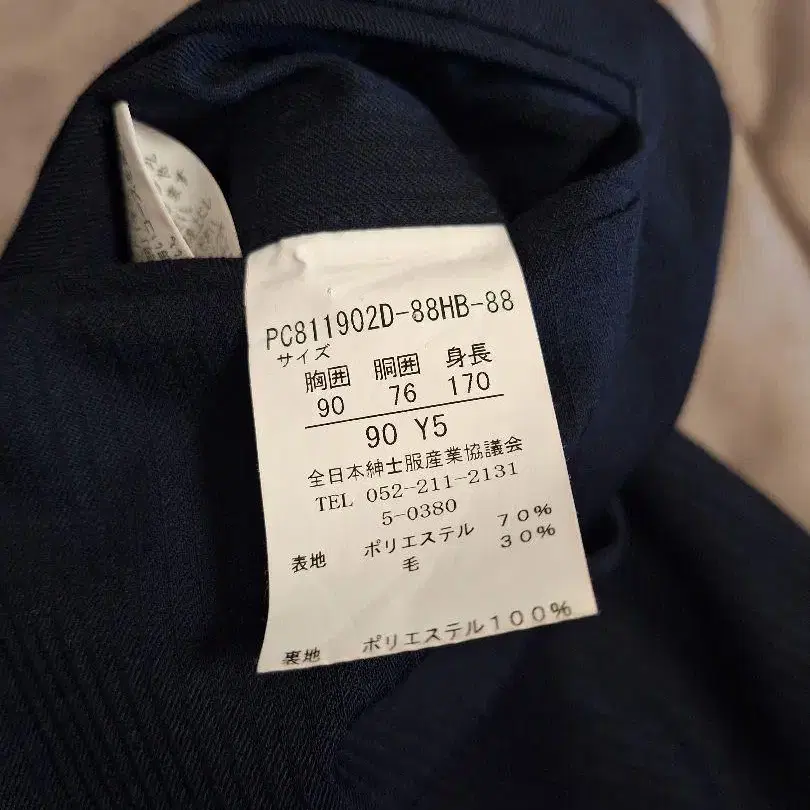 PC811902D-88HB-88
サイズ
胸囲 胴囲 身長
90 76 170
90 Y5
全日本紳士服産業協議会
TEL 052-211-2131
5-0380
表地 ポリエステル 70%
毛 30%
裏地 ポリエステル100%